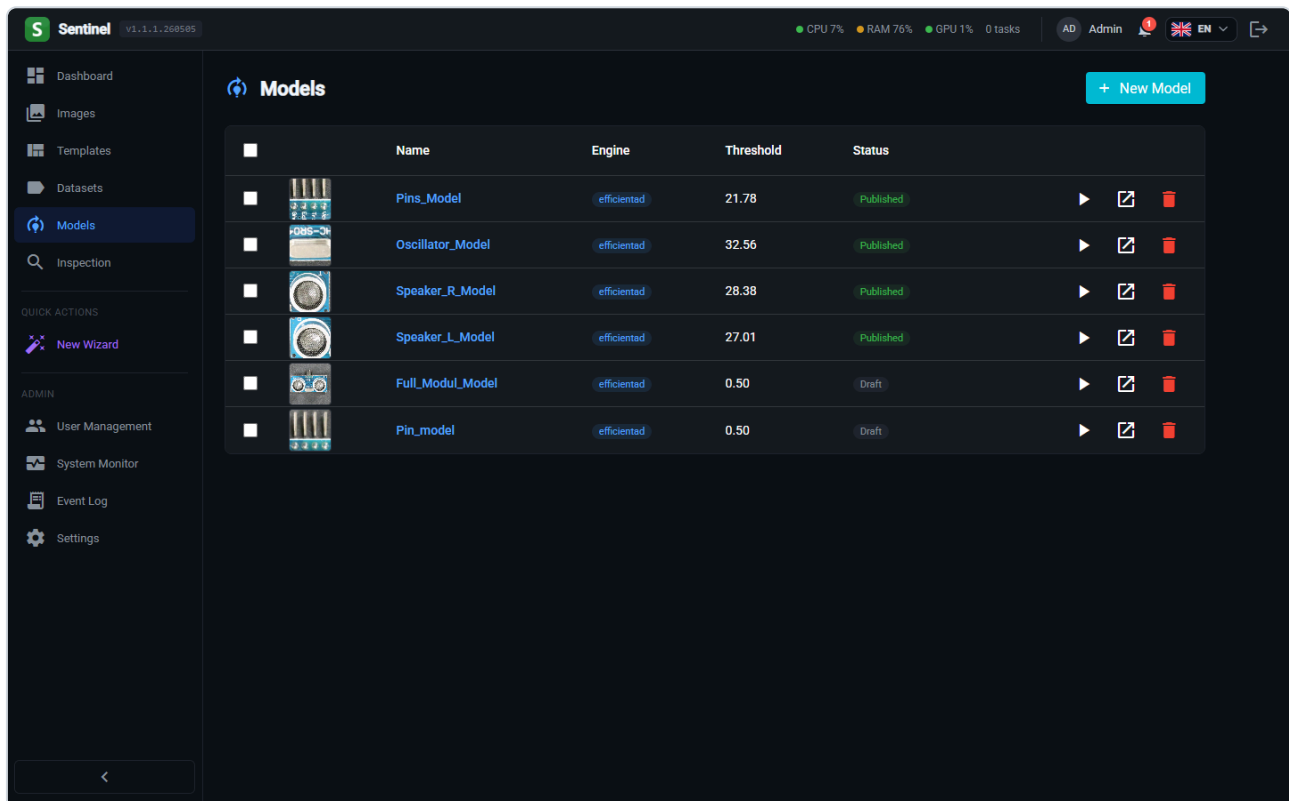 S Sentinel v1.1.1.260505
CPU 7% RAM 76% GPU 1% 0 tasks AD Admin 1 EN
Dashboard
Images
Templates
Datasets
Models
Inspection
QUICK ACTIONS
New Wizard
ADMIN
User Management
System Monitor
Event Log
Settings
Models
+ New Model
Name Engine Threshold Status
Pins_Model efficientad 21.78 Published
Oscillator_Model efficientad 32.56 Published
Speaker_R_Model efficientad 28.38 Published
Speaker_L_Model efficientad 27.01 Published
Full_Modul_Model efficientad 0.50 Draft
Pin_model efficientad 0.50 Draft